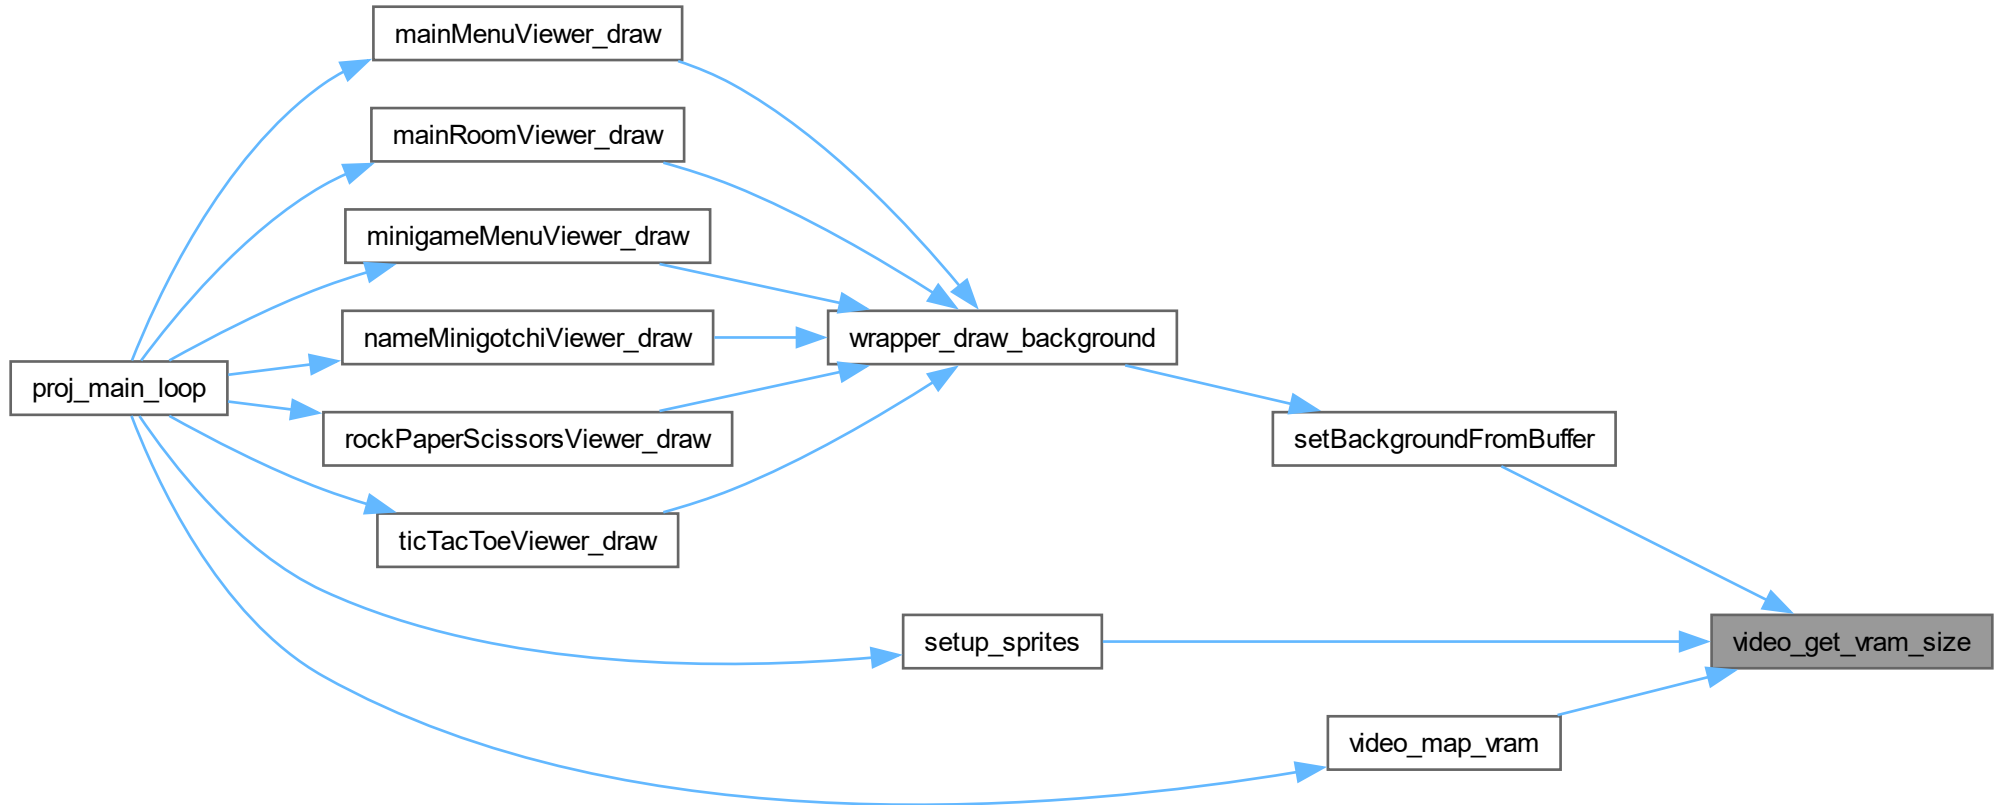 mainMenuViewer_draw
mainRoomViewer_draw
minigameMenuViewer_draw
nameMinigotchiViewer_draw
wrapper_draw_background
proj_main_loop
rockPaperScissorsViewer_draw
setBackgroundFromBuffer
ticTacToeViewer_draw
setup_sprites
video_get_vram_size
video_map_vram